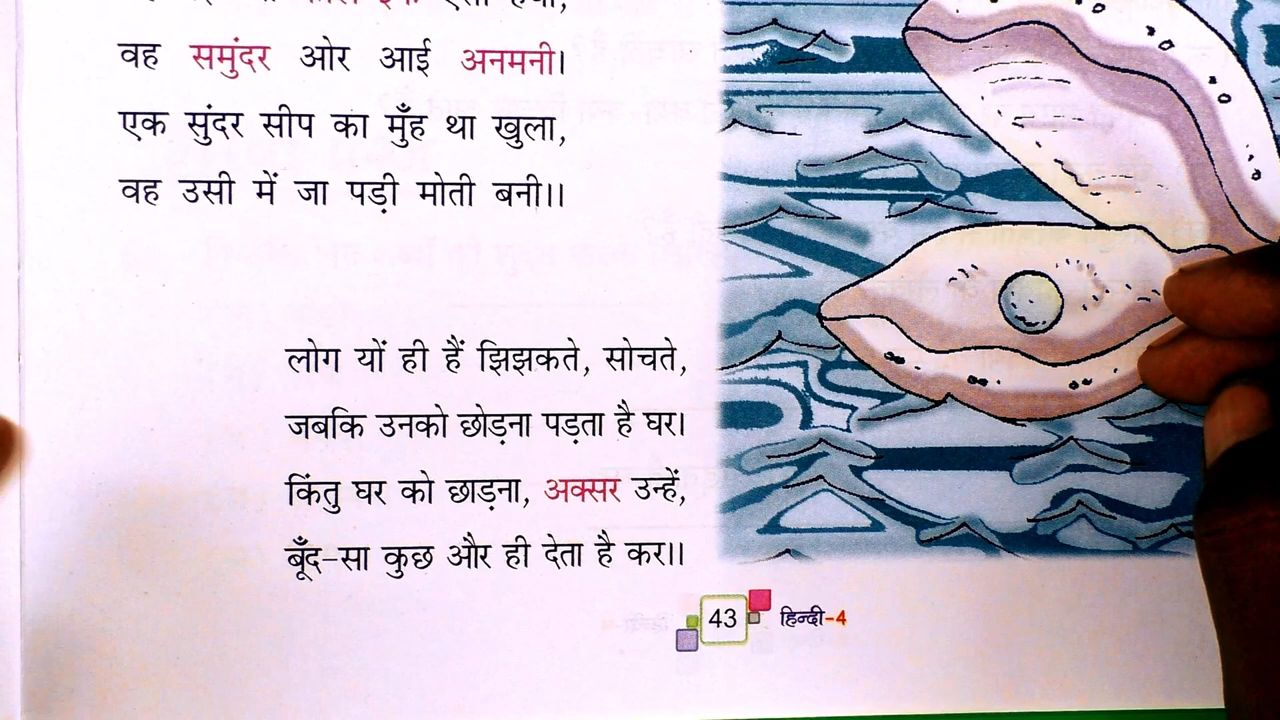 वह समुंदर ओर आई अनमनी।
एक सुंदर सीप का मुँह था खुला,
वह उसी में जा पड़ी मोती बनी।।
लोग यों ही हैं झिझकते, सोचते,
जबकि उनको छोड़ना पड़ता है घर।
किंतु घर को छाड़ना, अक्सर उन्हें,
बूँद-सा कुछ और ही देता है कर।।
43 हिन्दी-4